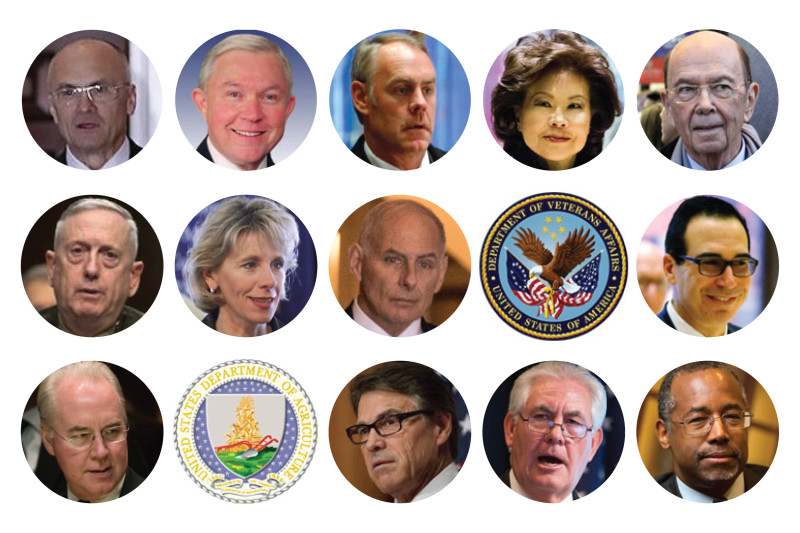 DEPARTMENT OF VETERANS AFFAIRS
UNITED STATES OF AMERICA
UNITED STATES DEPARTMENT OF AGRICULTURE